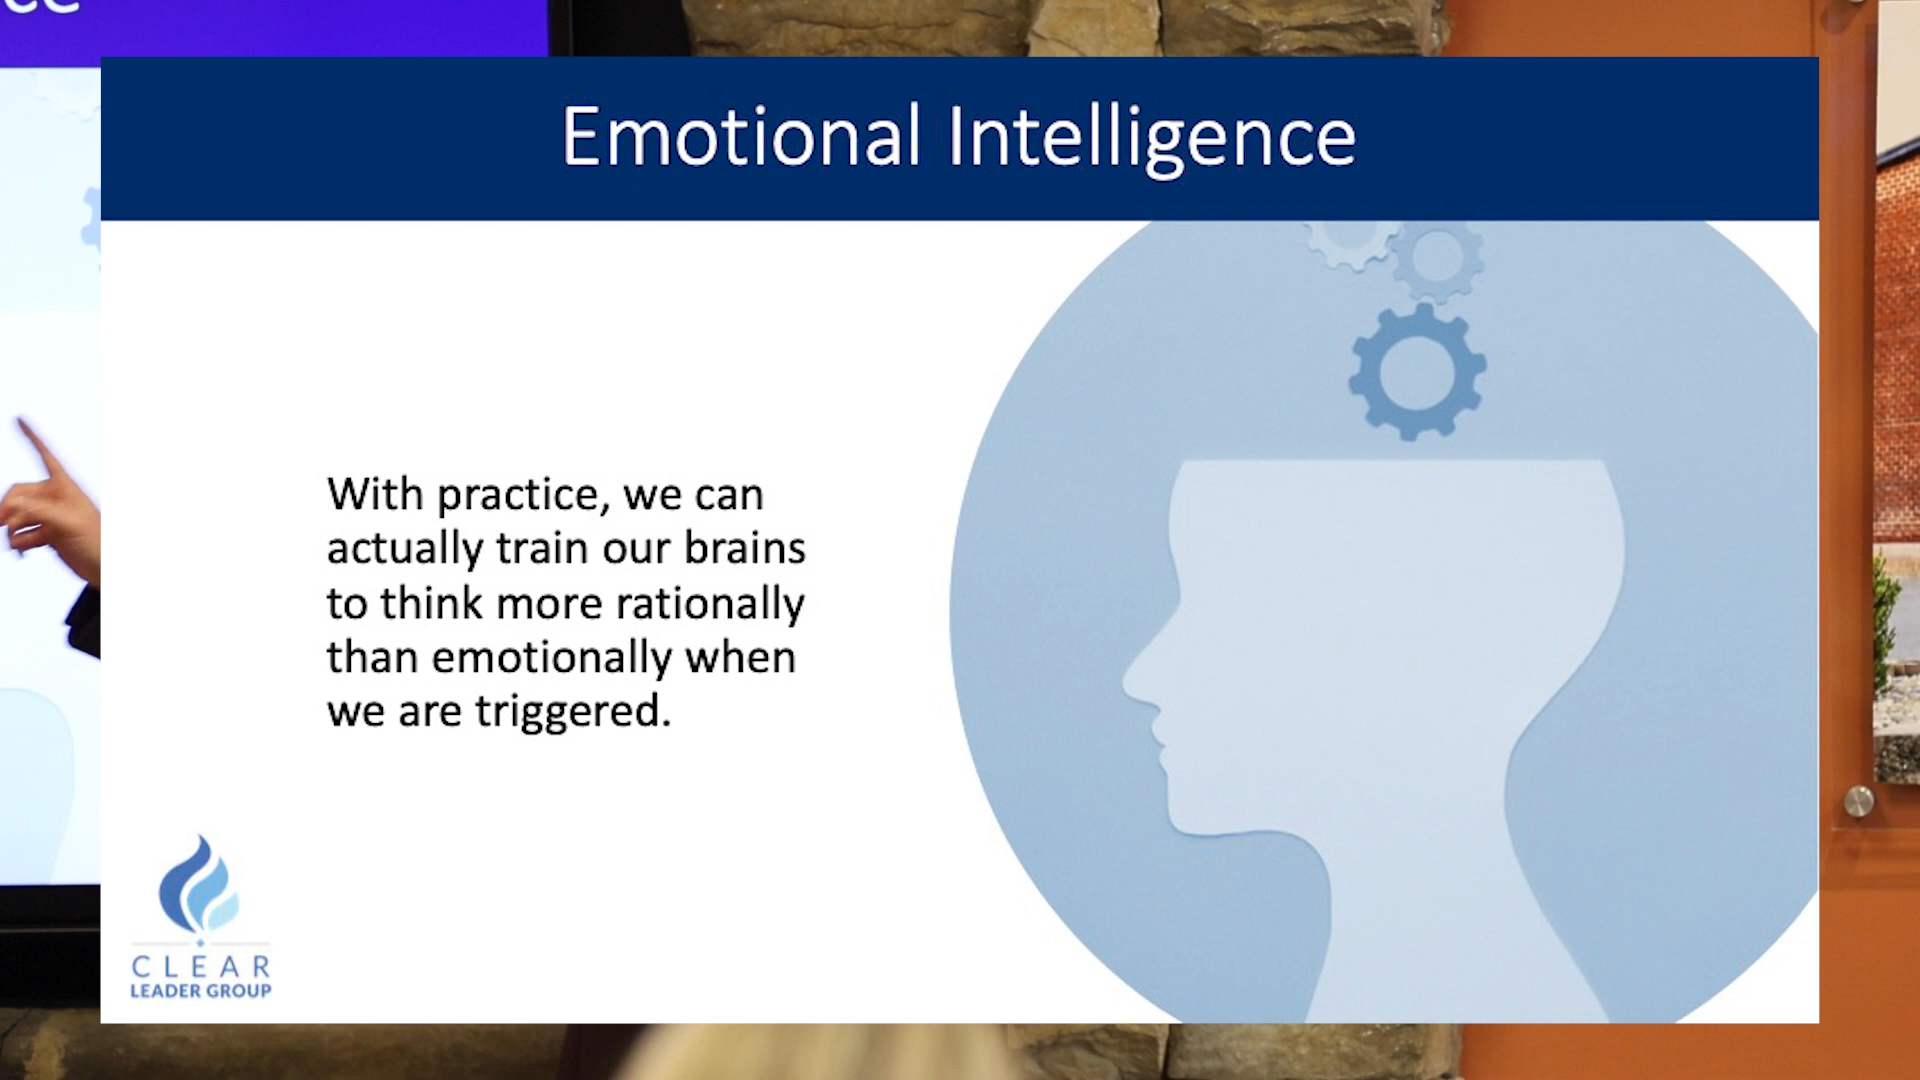 Emotional Intelligence
With practice, we can
actually train our brains
to think more rationally
than emotionally when
we are triggered.
CLEAR
LEADER GROUP